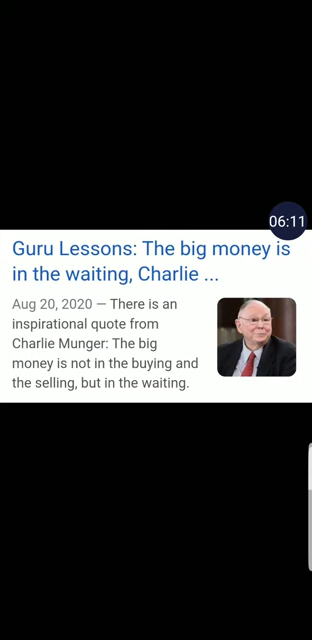 06:11
Guru Lessons: The big money is
in the waiting, Charlie ...
Aug 20, 2020 — There is an
inspirational quote from
Charlie Munger: The big
money is not in the buying and
the selling, but in the waiting.